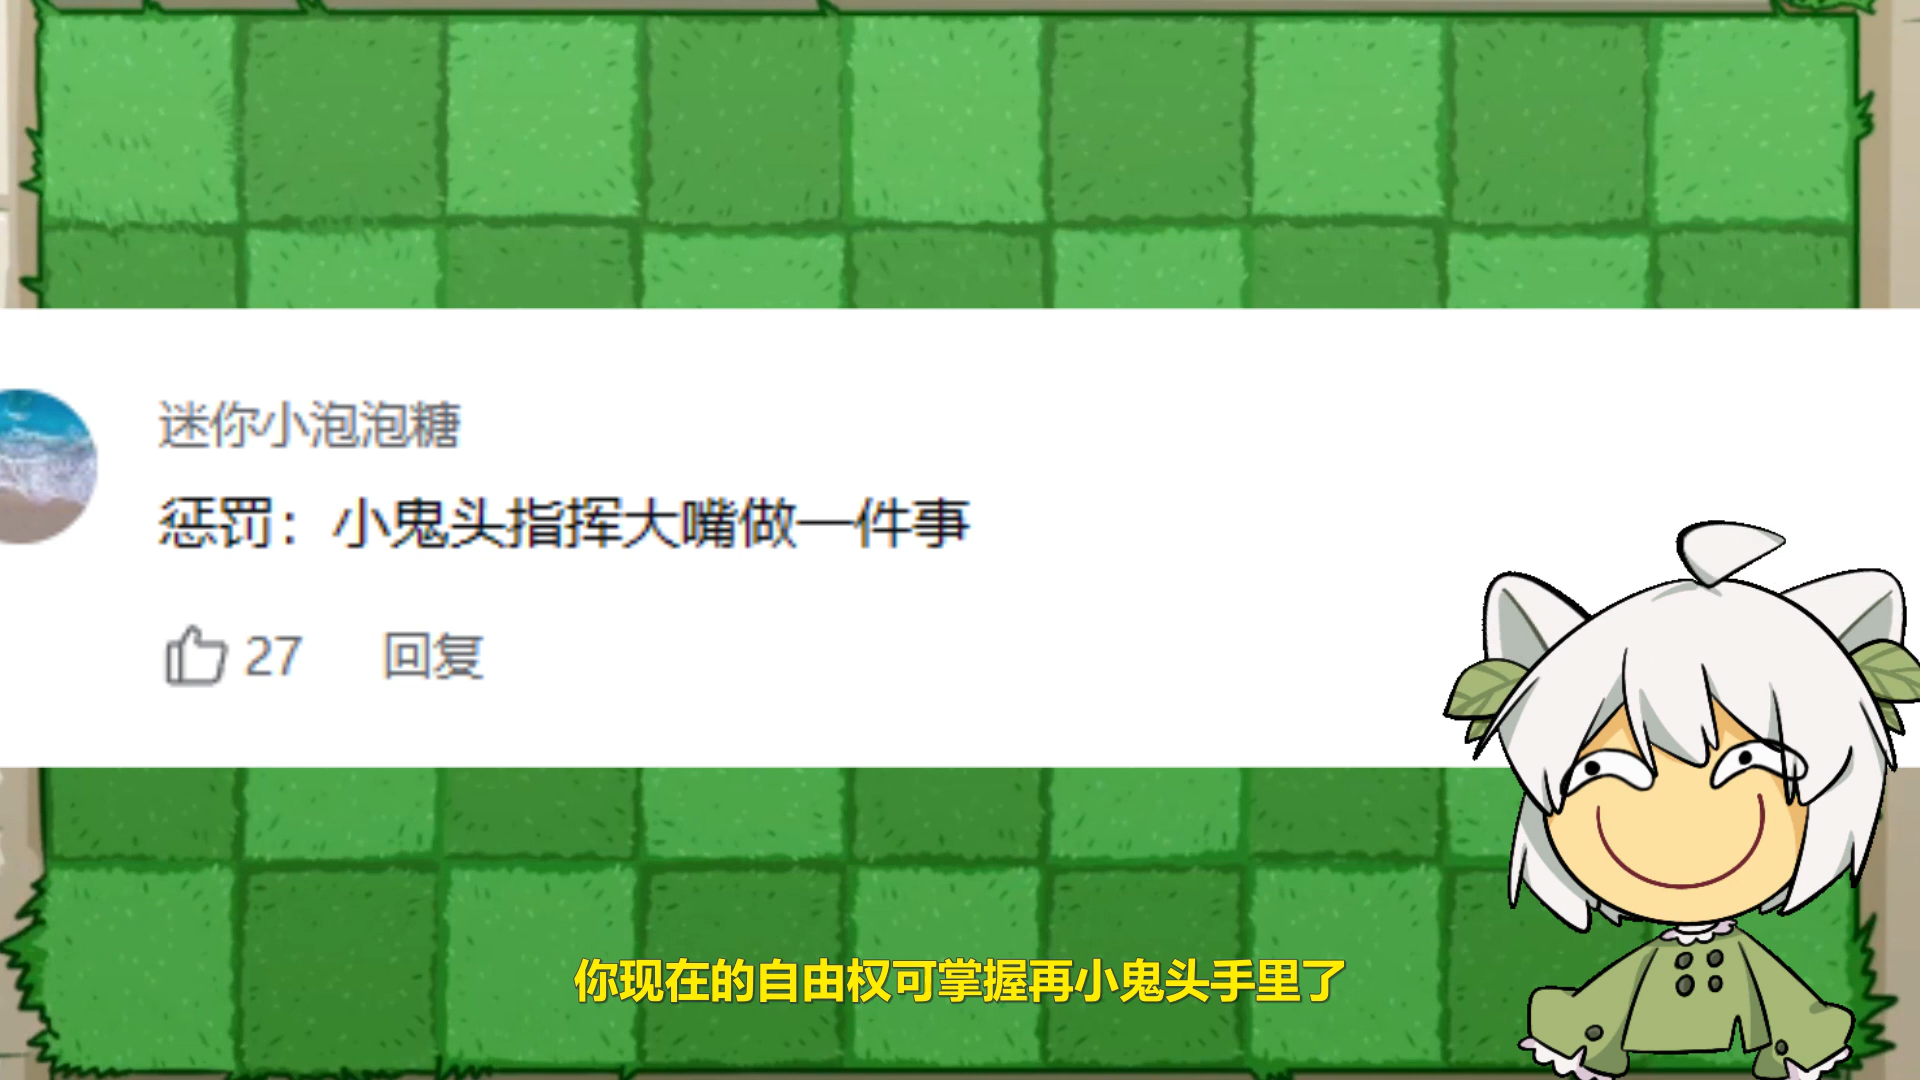 迷你小泡泡糖
惩罚：小鬼头指挥大嘴做一件事
27 回复
你现在的自由权可掌握再小鬼头手里了